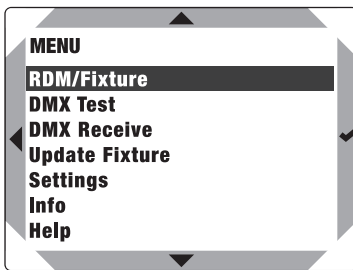 MENU
RDM/Fixture
DMX Test
DMX Receive
Update Fixture
Settings
Info
Help